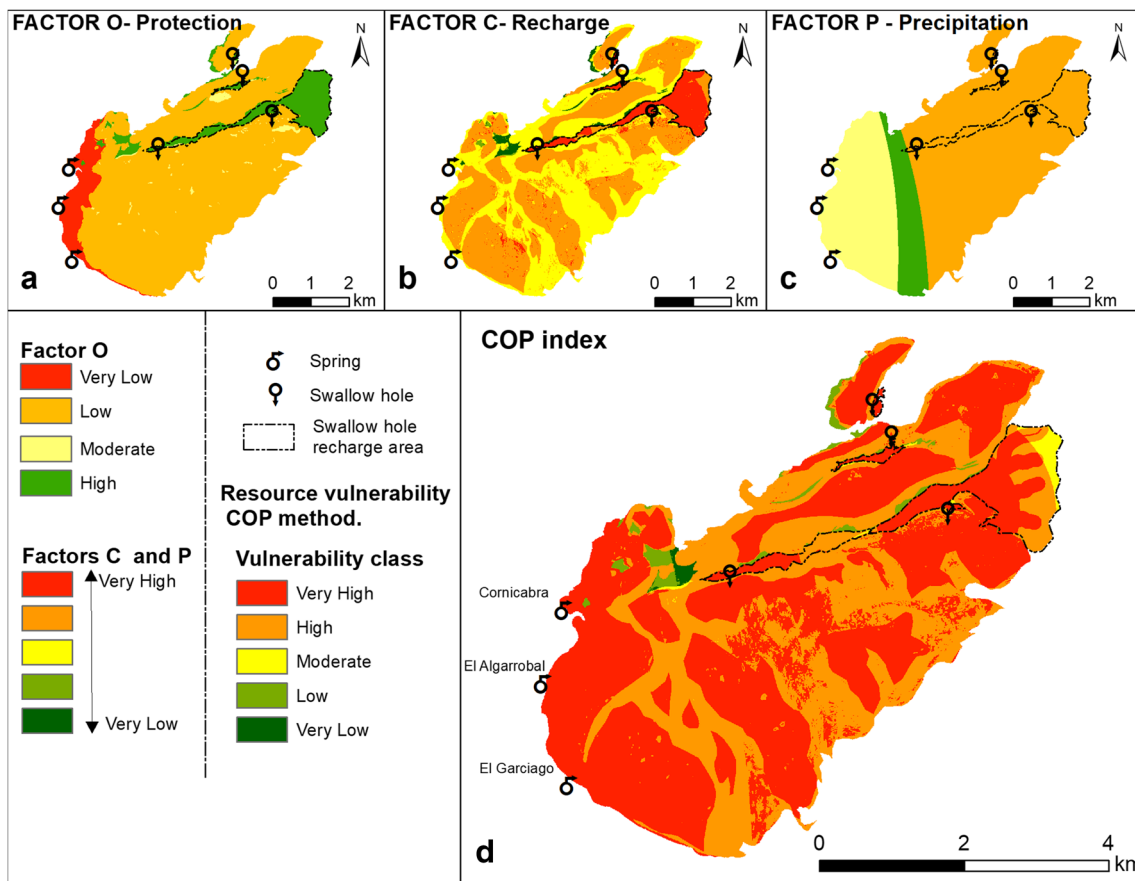 FACTOR O- Protection
N
a
0 1 2
km
FACTOR C- Recharge
N
b
0 1 2
km
FACTOR P - Precipitation
N
c
0 1 2
km
Factor O
Very Low
Low
Moderate
High
Factors C and P
Very High
Very Low
Spring
Swallow hole
Swallow hole
recharge area
Resource vulnerability
COP method.
Vulnerability class
Very High
High
Moderate
Low
Very Low
COP index
Cornicabra
El Algarrobal
El Garciago
d
0 2 4
km